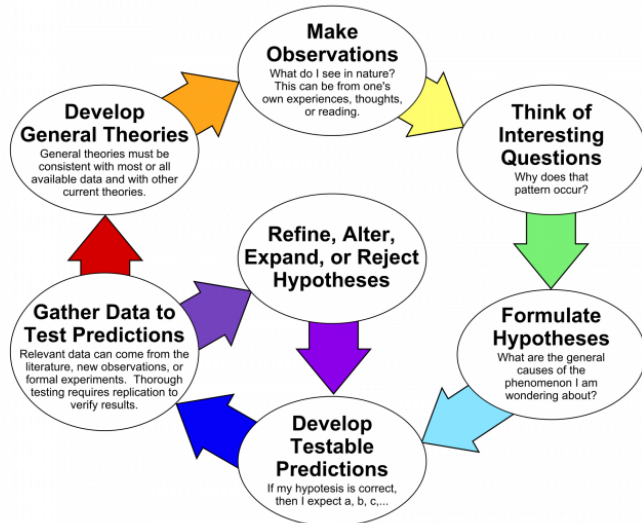 Make
Observations
What do I see in nature?
This can be from one's
own experiences, thoughts,
or reading.
Think of
Interesting
Questions
Why does that
pattern occur?
Formulate
Hypotheses
What are the general
causes of the
phenomenon I am
wondering about?
Develop
Testable
Predictions
If my hypotesis is correct,
then I expect a, b, c,...
Gather Data to
Test Predictions
Relevant data can come from the
literature, new observations, or
formal experiments. Thorough
testing requires replication to
verify results.
Refine, Alter,
Expand, or Reject
Hypotheses
Develop
General Theories
General theories must be
consistent with most or all
available data and with other
current theories.